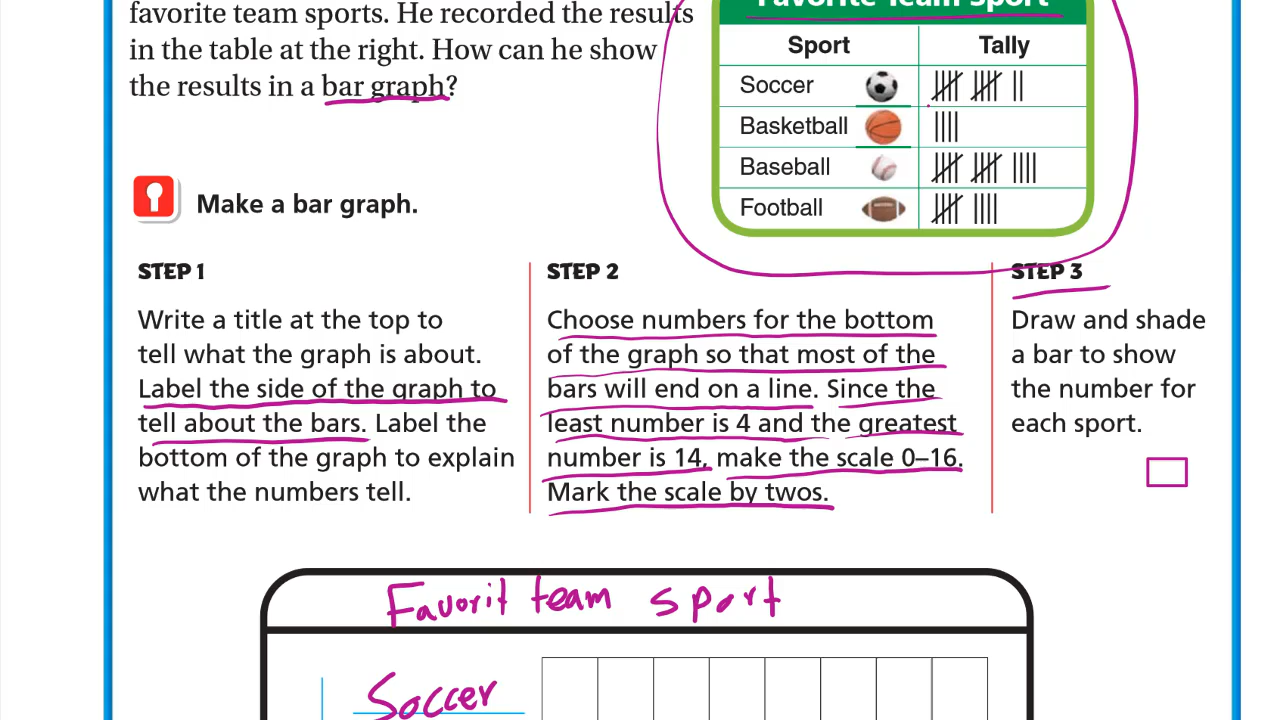 favorite team sports. He recorded the results
in the table at the right. How can he show
the results in a bar graph?
Favorite Team Sport
Sport Tally
Soccer
Basketball
Baseball
Football
Make a bar graph.
STEP 1
Write a title at the top to
tell what the graph is about.
Label the side of the graph to
tell about the bars. Label the
bottom of the graph to explain
what the numbers tell.
STEP 2
Choose numbers for the bottom
of the graph so that most of the
bars will end on a line. Since the
least number is 4 and the greatest
number is 14, make the scale 0–16.
Mark the scale by twos.
STEP 3
Draw and shade
a bar to show
the number for
each sport.
Favorit team sport
Soccer